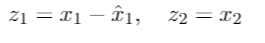 z₁ = x₁ − x̂₁,   z₂ = x₂